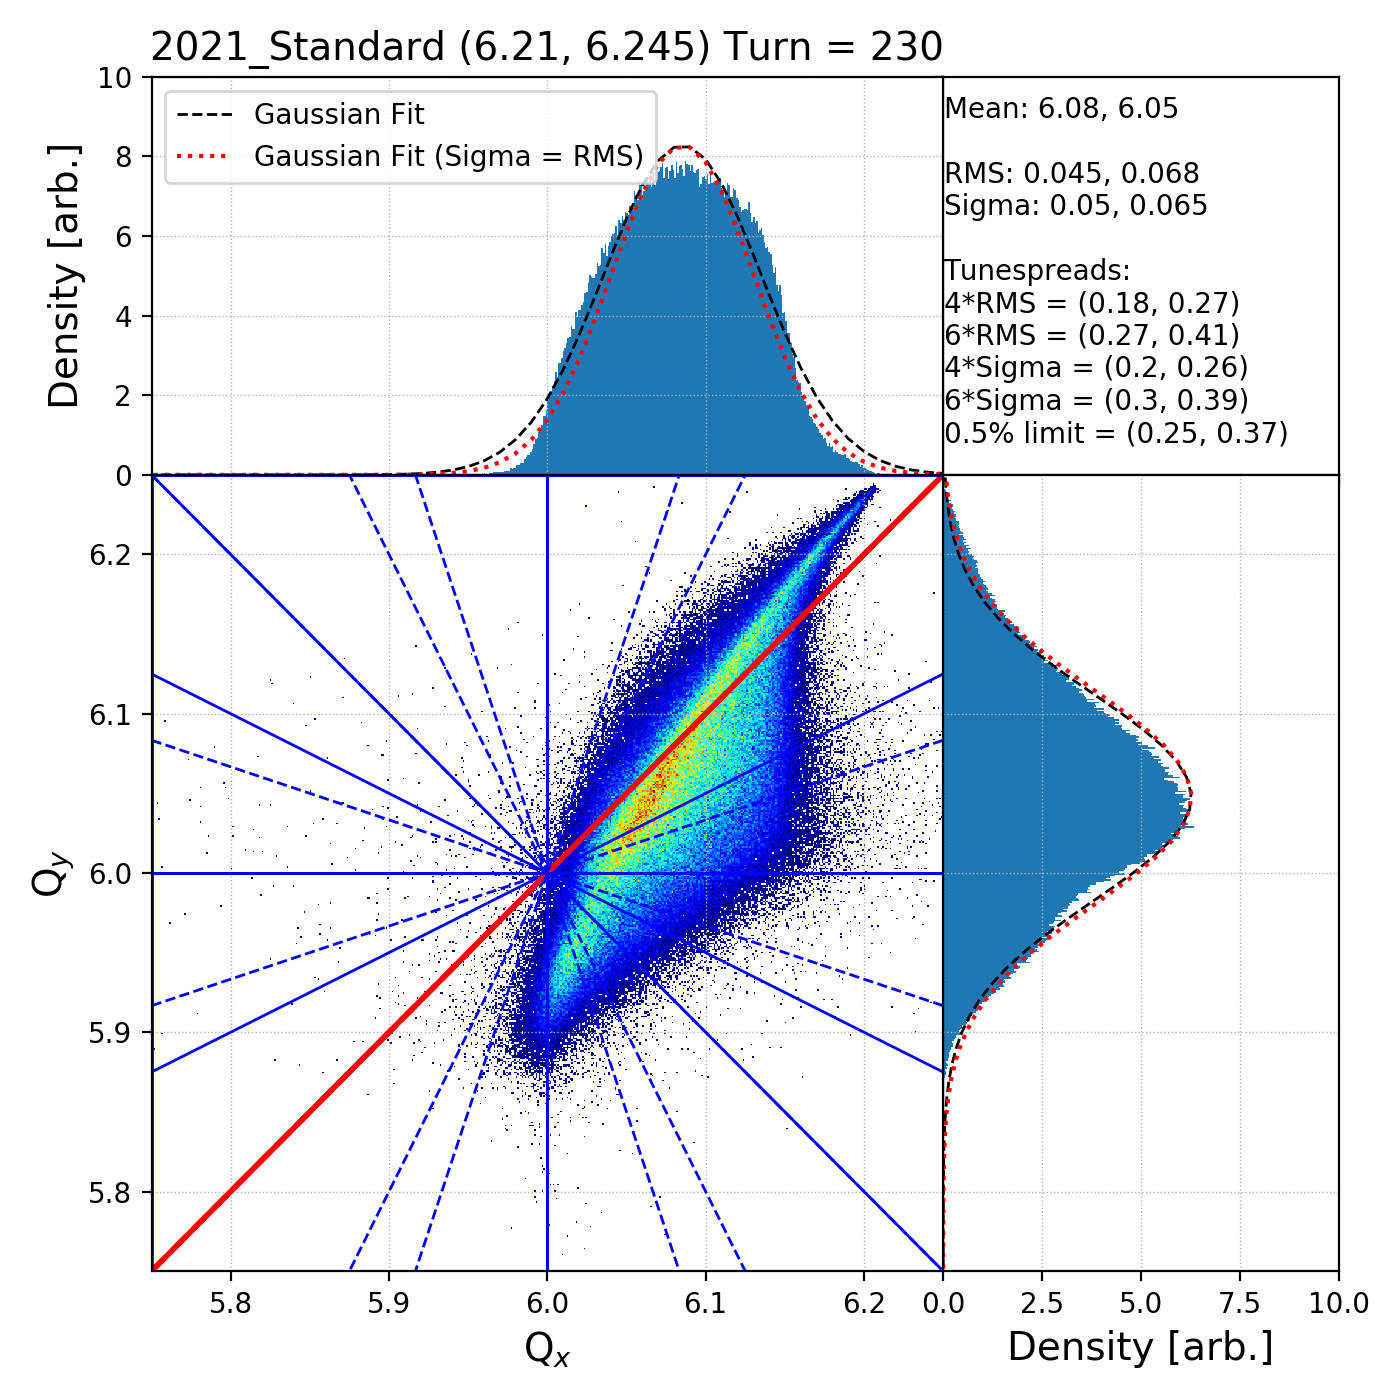 2021_Standard (6.21, 6.245) Turn = 230
10
8
6
4
2
0
Density [arb.]
Gaussian Fit
Gaussian Fit (Sigma = RMS)
Mean: 6.08, 6.05
RMS: 0.045, 0.068
Sigma: 0.05, 0.065
Tunespreads:
4*RMS = (0.18, 0.27)
6*RMS = (0.27, 0.41)
4*Sigma = (0.2, 0.26)
6*Sigma = (0.3, 0.39)
0.5% limit = (0.25, 0.37)
6.2
6.1
6.0
5.9
5.8
Qy
5.8 5.9 6.0 6.1 6.2
Qx
0.0 2.5 5.0 7.5 10.0
Density [arb.]